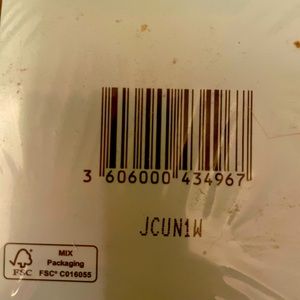 3 606000 434967
JCUN1W
MIX
Packaging
FSC FSC® C016055